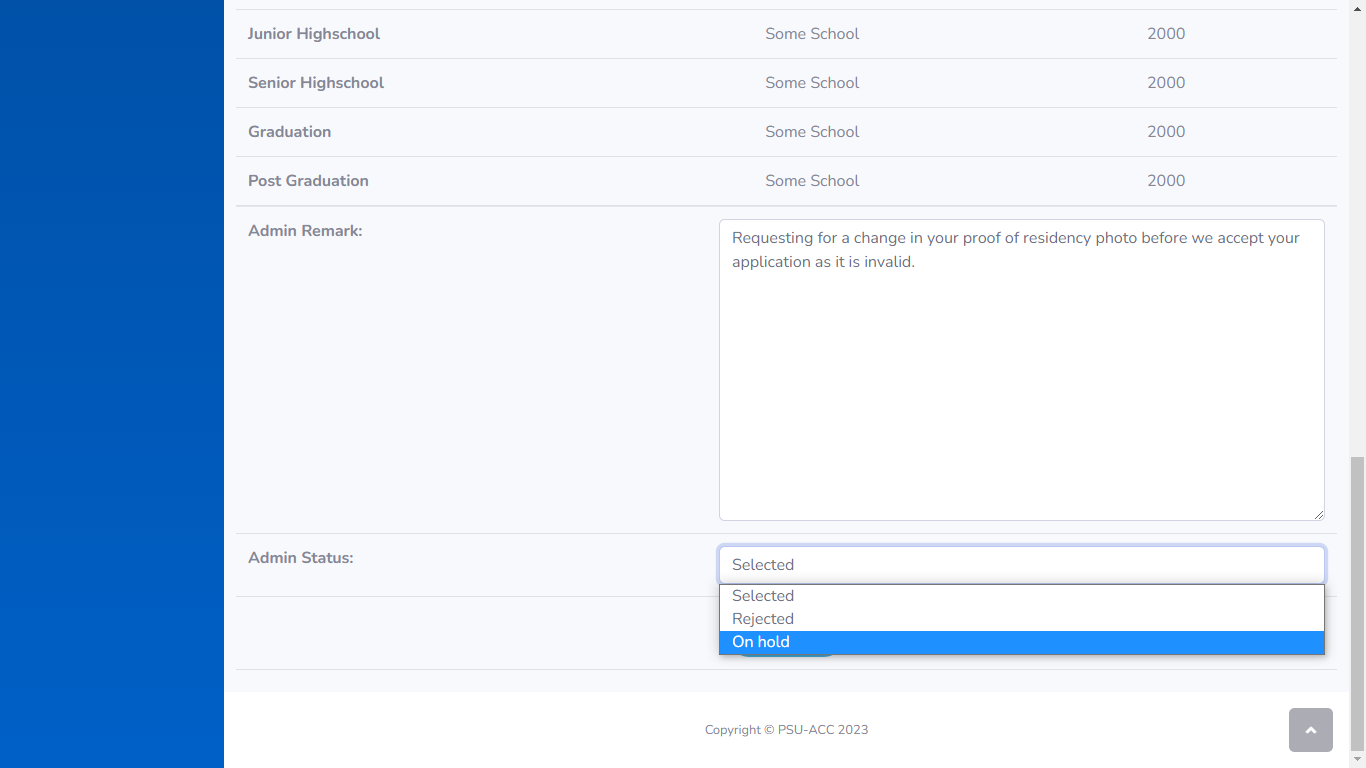 Junior Highschool Some School 2000
Senior Highschool Some School 2000
Graduation Some School 2000
Post Graduation Some School 2000
Admin Remark:
Requesting for a change in your proof of residency photo before we accept your
application as it is invalid.
Admin Status:
Selected
Selected
Rejected
On hold
Copyright © PSU-ACC 2023